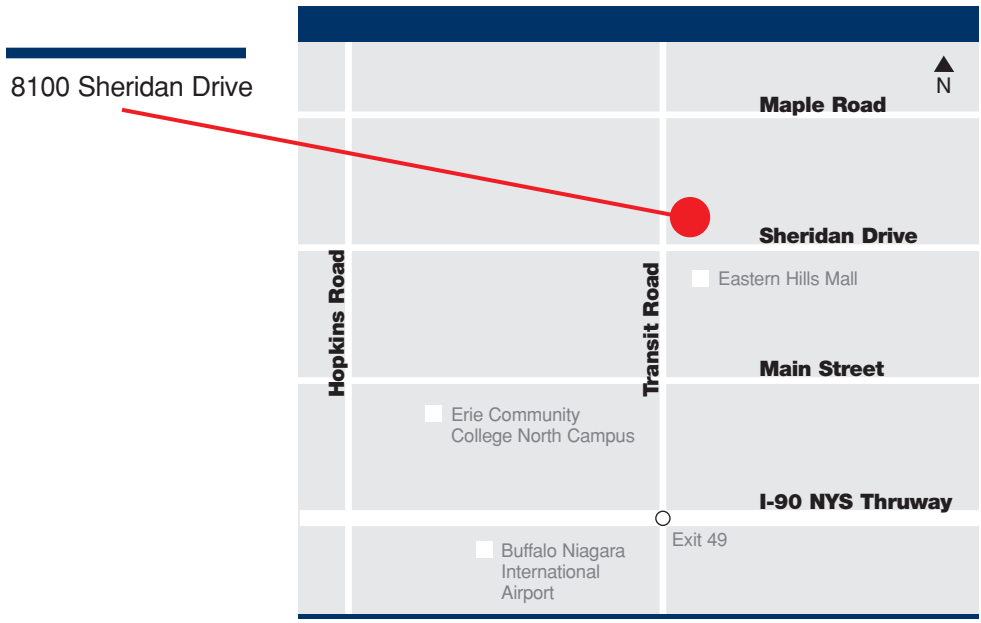 8100 Sheridan Drive
N
Maple Road
Sheridan Drive
Hopkins Road
Transit Road
Eastern Hills Mall
Main Street
Erie Community
College North Campus
I-90 NYS Thruway
Exit 49
Buffalo Niagara
International
Airport